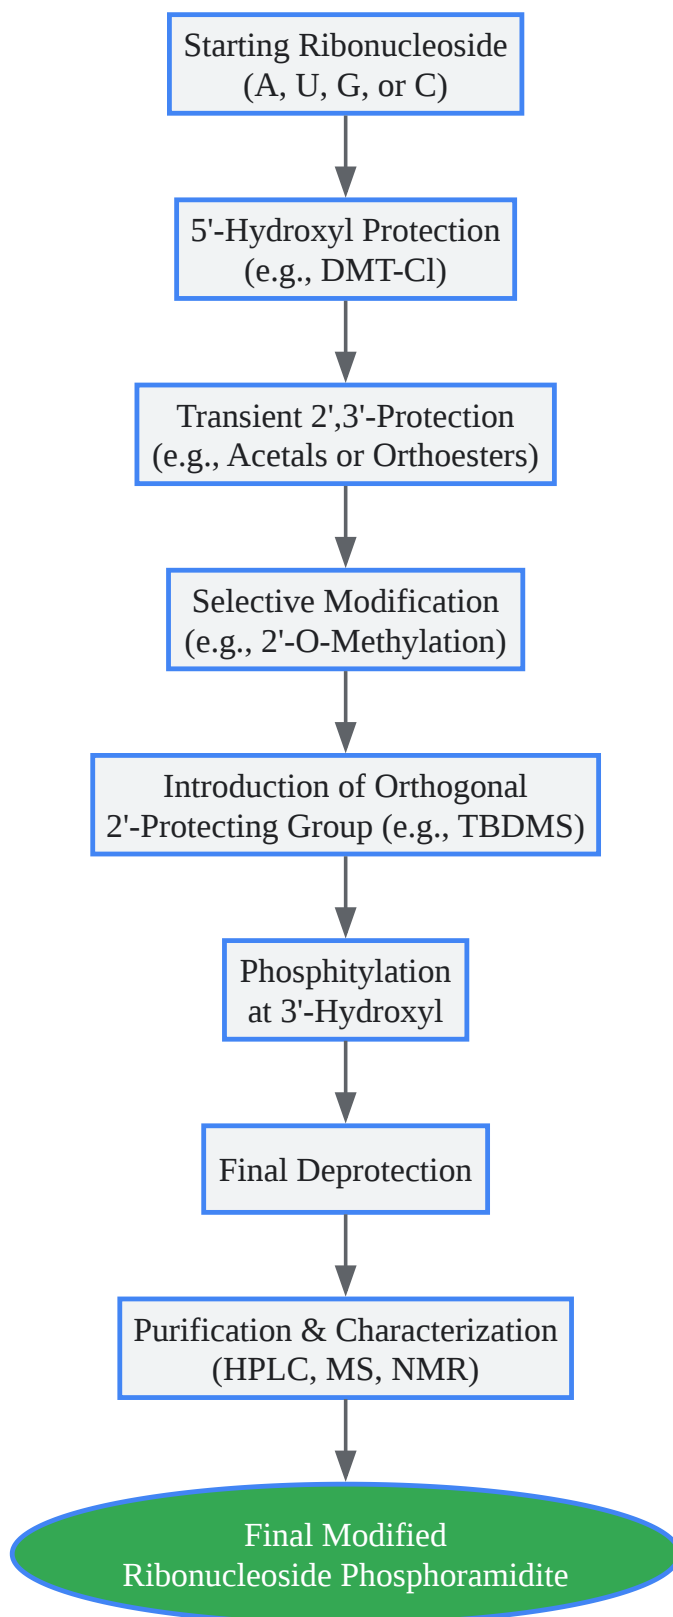 Starting Ribonucleoside
(A, U, G, or C)
5'-Hydroxyl Protection
(e.g., DMT-Cl)
Transient 2',3'-Protection
(e.g., Acetals or Orthoesters)
Selective Modification
(e.g., 2'-O-Methylation)
Introduction of Orthogonal
2'-Protecting Group (e.g., TBDMS)
Phosphitylation
at 3'-Hydroxyl
Final Deprotection
Purification & Characterization
(HPLC, MS, NMR)
Final Modified
Ribonucleoside Phosphoramidite